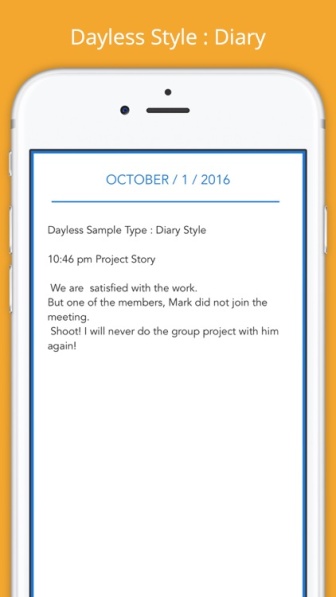 Dayless Style : Diary
OCTOBER / 1 / 2016
Dayless Sample Type : Diary Style
10:46 pm Project Story
We are  satisfied with the work.
But one of the members, Mark did not join the
meeting.
Shoot! I will never do the group project with him
again!